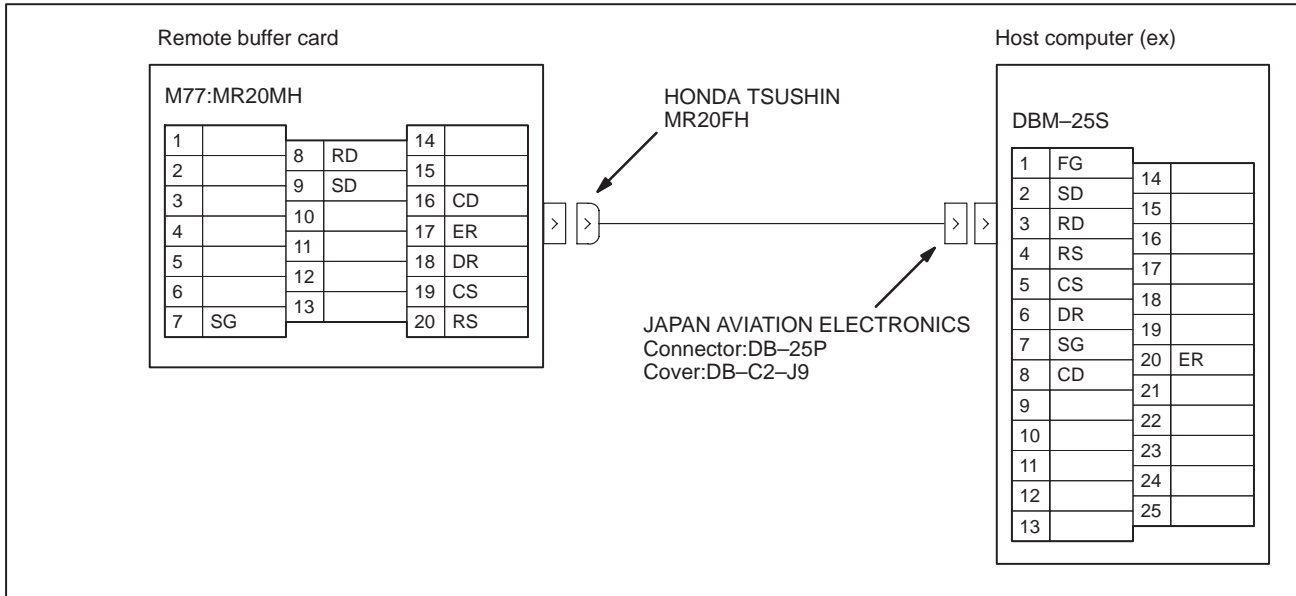 Remote buffer card
Host computer (ex)
M77:MR20MH
1
2
3
4
5
6
7 SG
8 RD
9 SD
10
11
12
13
14
15
16 CD
17 ER
18 DR
19 CS
20 RS
HONDA TSUSHIN
MR20FH
JAPAN AVIATION ELECTRONICS
Connector:DB–25P
Cover:DB–C2–J9
DBM–25S
1 FG
2 SD
3 RD
4 RS
5 CS
6 DR
7 SG
8 CD
9
10
11
12
13
14
15
16
17
18
19
20 ER
21
22
23
24
25